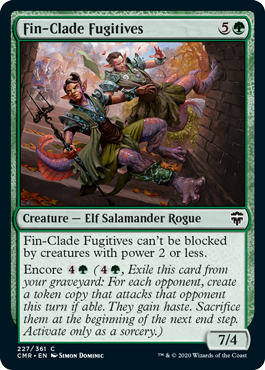 Fin-Clade Fugitives 5
Creature — Elf Salamander Rogue
Fin-Clade Fugitives can't be blocked
by creatures with power 2 or less.
Encore 4 (4, Exile this card from
your graveyard: For each opponent, create
a token copy that attacks that opponent
this turn if able. They gain haste. Sacrifice
them at the beginning of the next end step.
Activate only as a sorcery.)
7/4
227/361 C
CMR • EN Simon Dominic
™ & © 2020 Wizards of the Coast